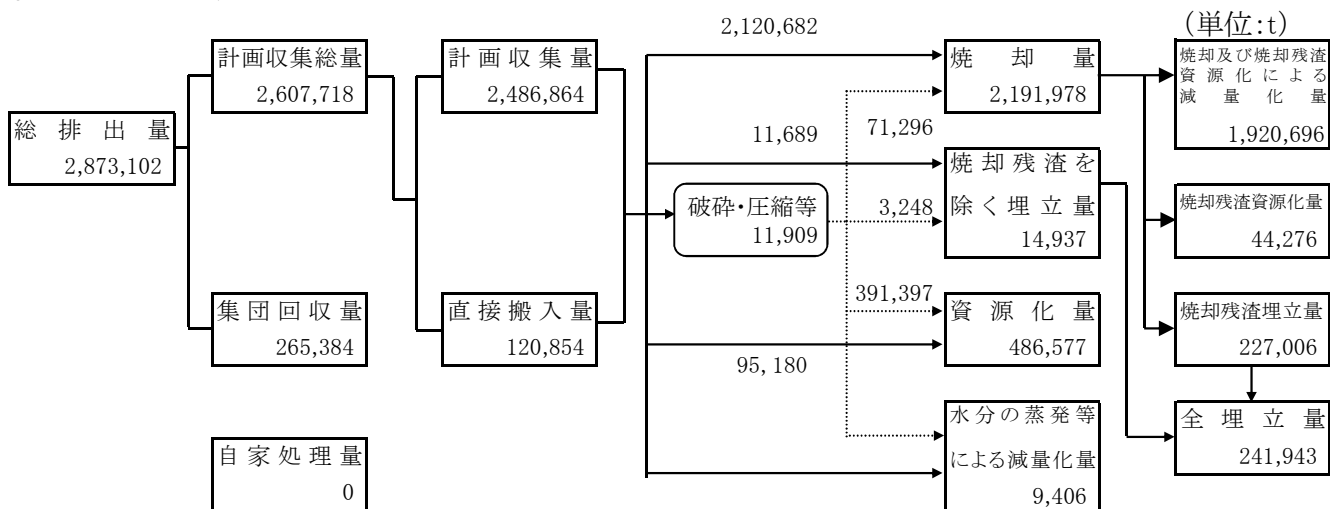 (単位:t)
総排出量
2,873,102
計画収集総量
2,607,718
集団回収量
265,384
自家処理量
0
計画収集量
2,486,864
直接搬入量
120,854
2,120,682
11,689
71,296
破砕・圧縮等
11,909
3,248
391,397
95,180
焼却量
2,191,978
焼却残渣を
除く埋立量
14,937
資源化量
486,577
水分の蒸発等
による減量化量
9,406
焼却及び焼却残渣
資源化による
減量化量
1,920,696
焼却残渣資源化量
44,276
焼却残渣埋立量
227,006
全埋立量
241,943